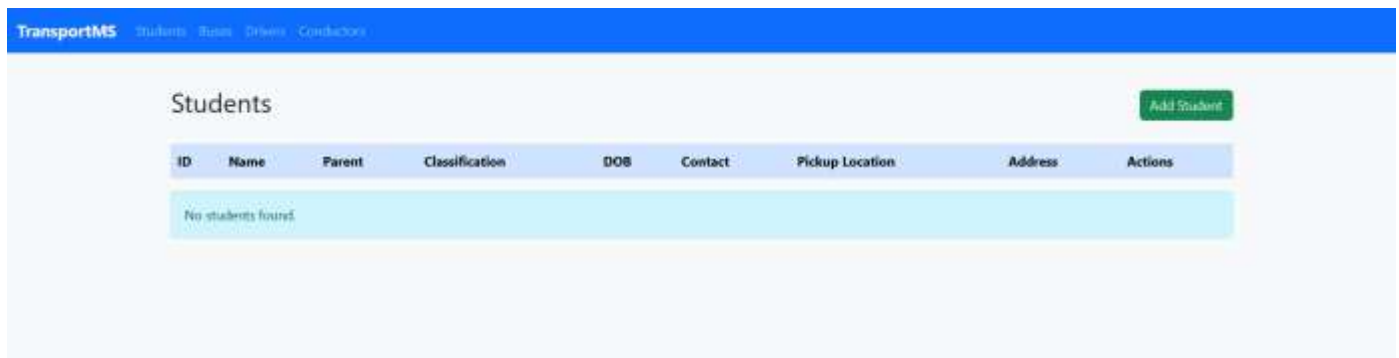 TransportMS Students Buses Drivers Conductors
Students
Add Student
ID Name Parent Classification DOB Contact Pickup Location Address Actions
No students found.